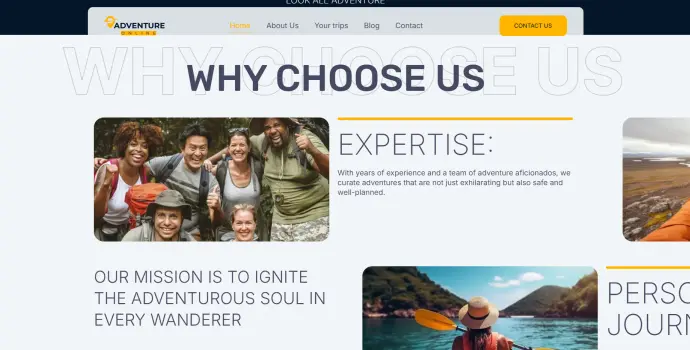 LOOK ALL ADVENTURE
ADVENTURE
ONLINE
Home
About Us
Your trips
Blog
Contact
CONTACT US
WHY CHOOSE US
WHY CHOOSE US
EXPERTISE:
With years of experience and a team of adventure aficionados, we
curate adventures that are not just exhilarating but also safe and
well-planned.
OUR MISSION IS TO IGNITE
THE ADVENTUROUS SOUL IN
EVERY WANDERER